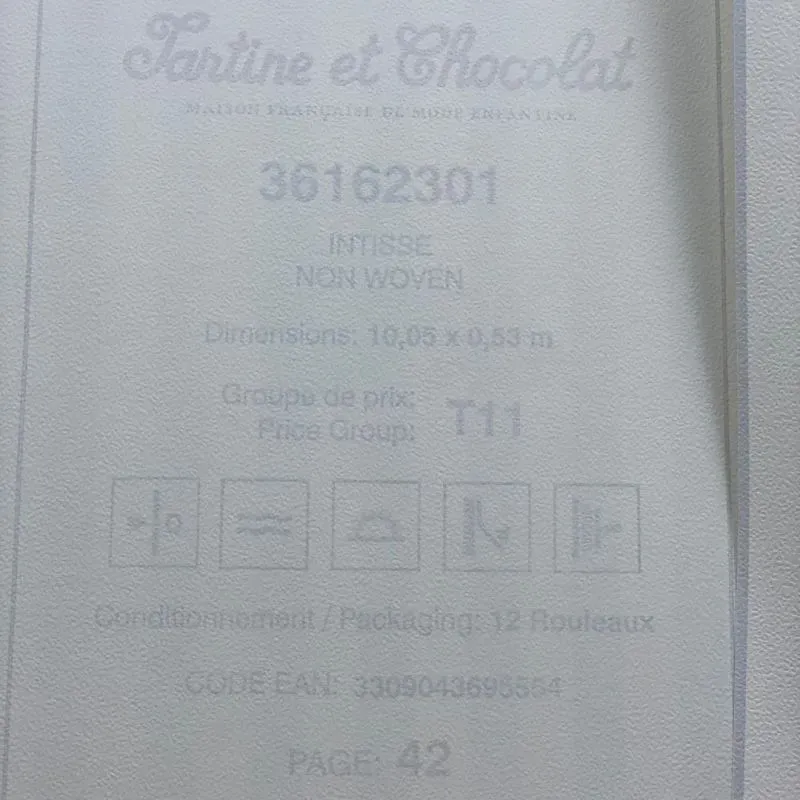 Tartine et Chocolat
MAISON FRANÇAISE DE MODE ENFANTINE
36162301
INTISSE
NON WOVEN
Dimensions: 10,05 x 0,53 m
Groupe de prix:
Price Group: T11
Conditionnement / Packaging: 12 Rouleaux
CODE EAN: 3309043695554
PAGE: 42